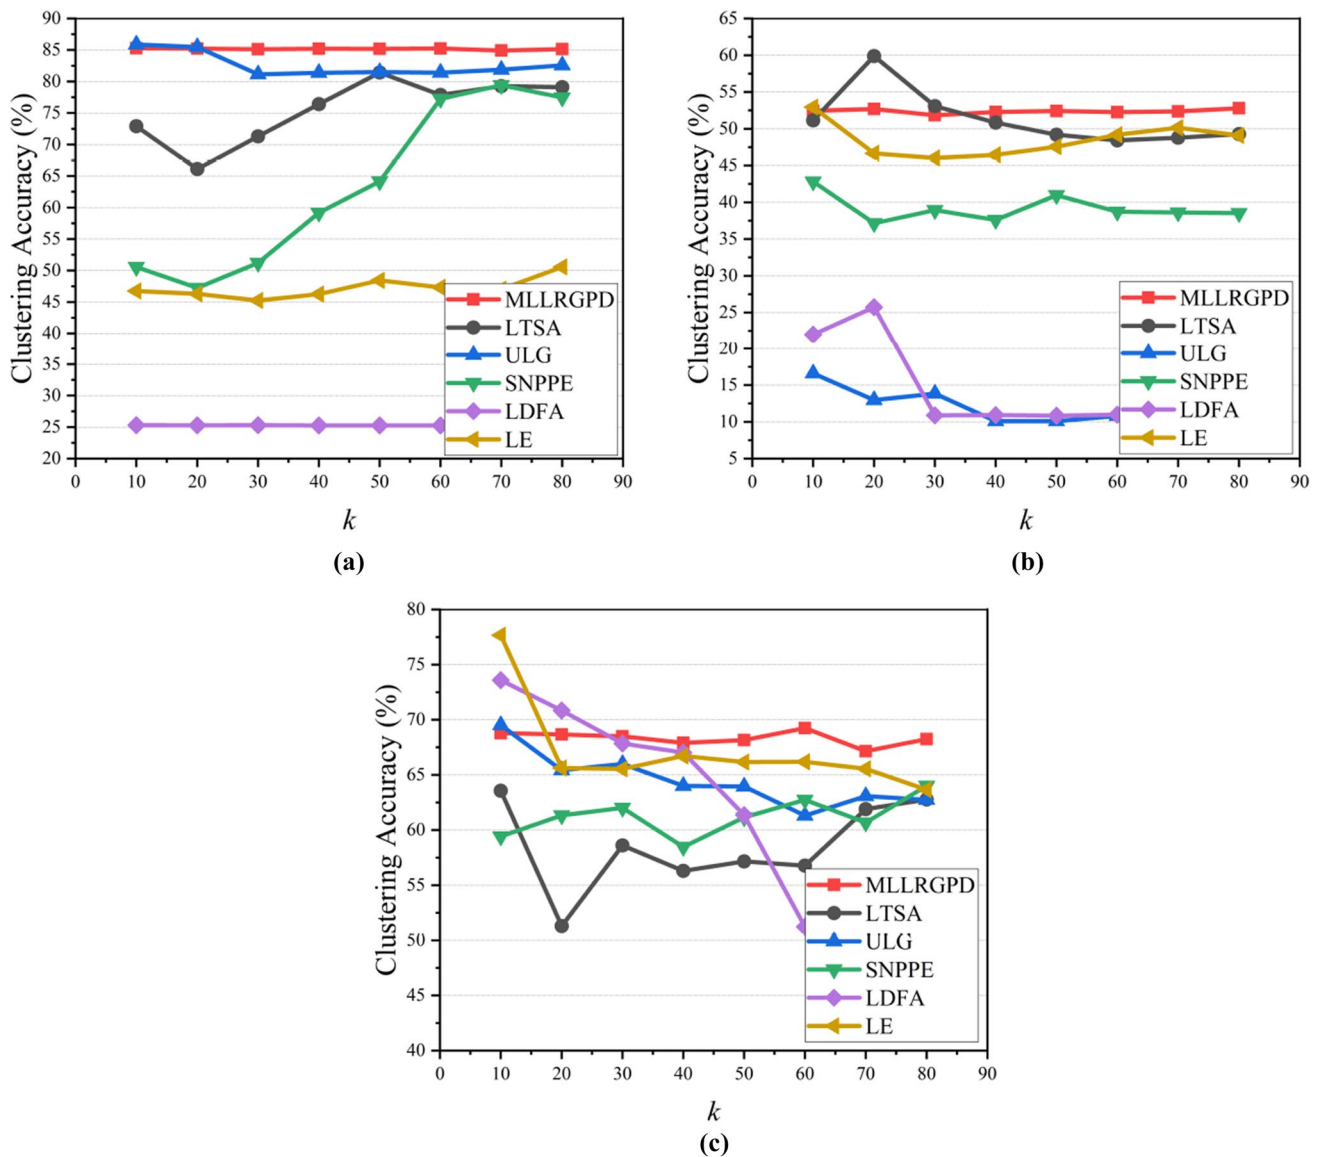 90
85
80
75
70
65
60
55
50
45
40
35
30
25
20
Clustering Accuracy (%)
MLLRGPD
LTSA
ULG
SNPPE
LDFA
LE
0 10 20 30 40 50 60 70 80 90
k
(a)
65
60
55
50
45
40
35
30
25
20
15
10
5
Clustering Accuracy (%)
MLLRGPD
LTSA
ULG
SNPPE
LDFA
LE
0 10 20 30 40 50 60 70 80 90
k
(b)
80
75
70
65
60
55
50
45
40
Clustering Accuracy (%)
MLLRGPD
LTSA
ULG
SNPPE
LDFA
LE
0 10 20 30 40 50 60 70 80 90
k
(c)